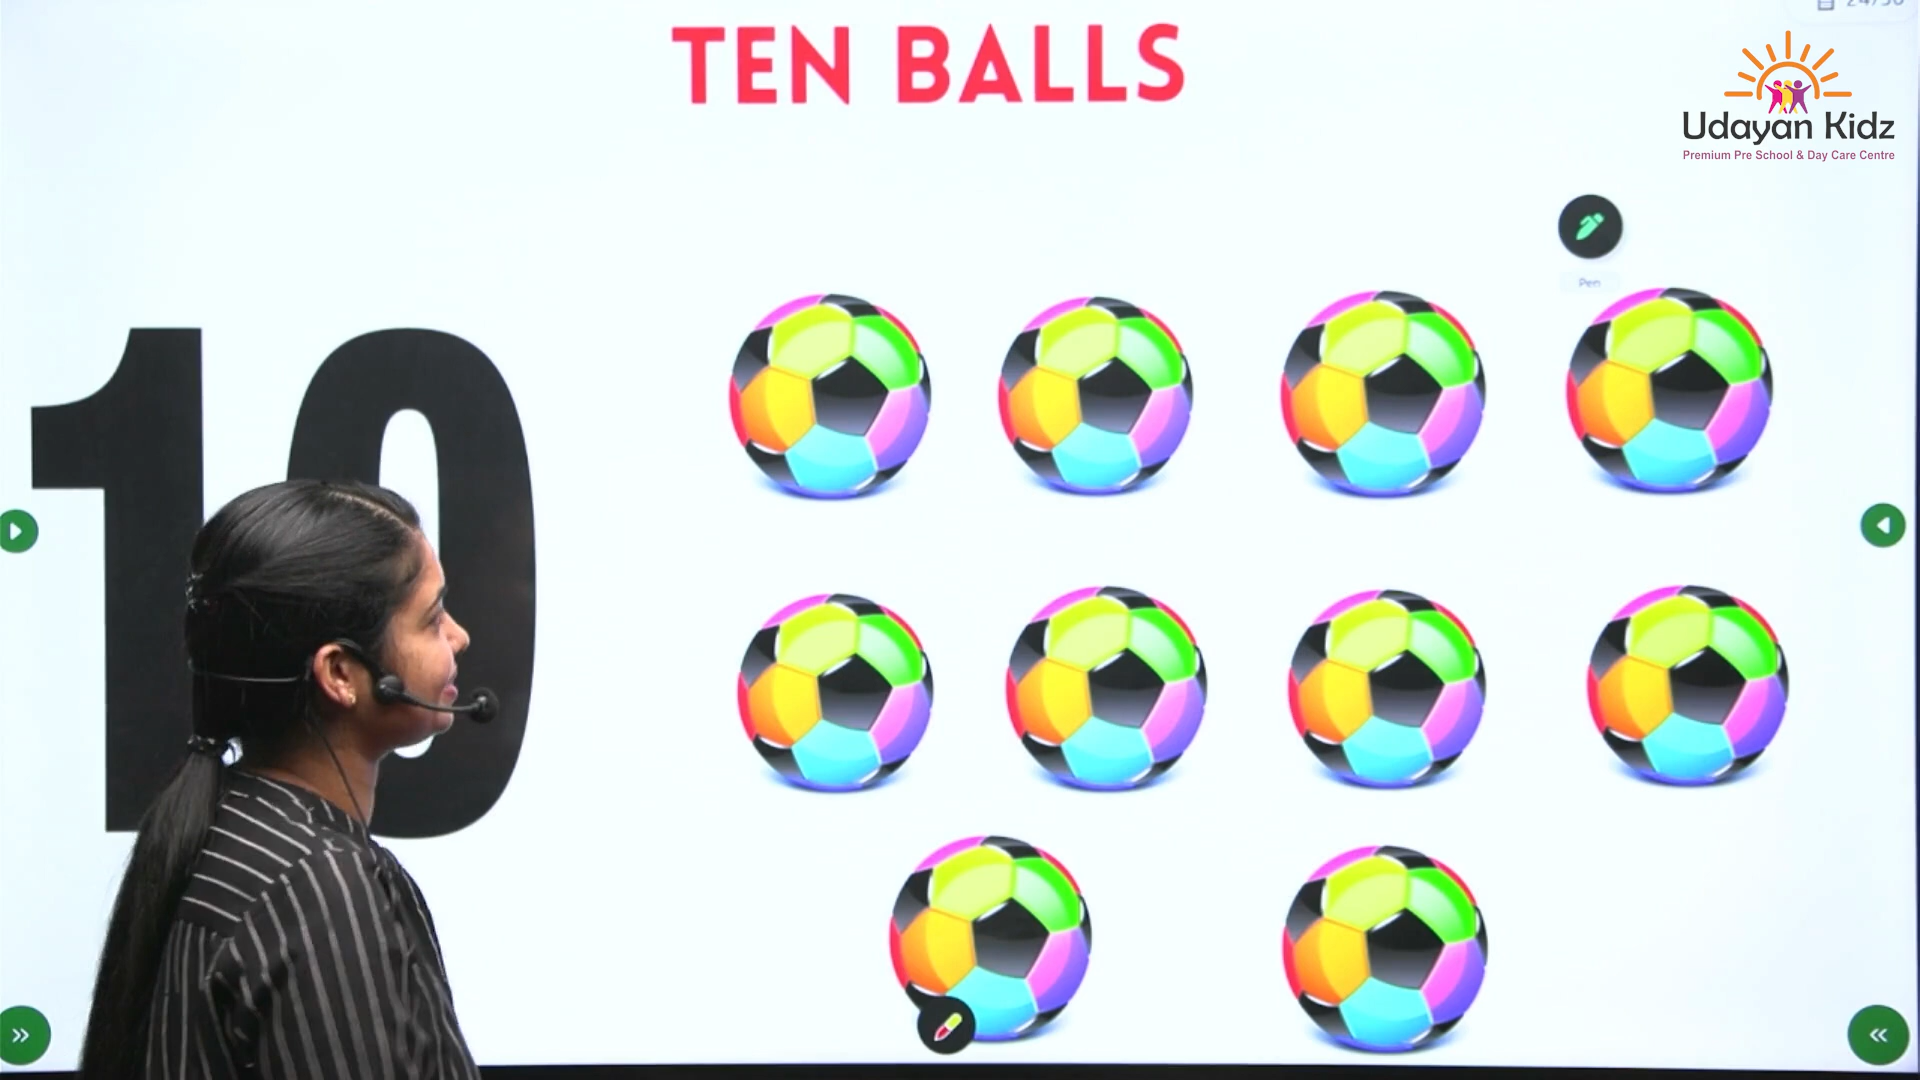 TEN BALLS
Udayan Kidz
Premium Pre School & Day Care Centre
Pen
10